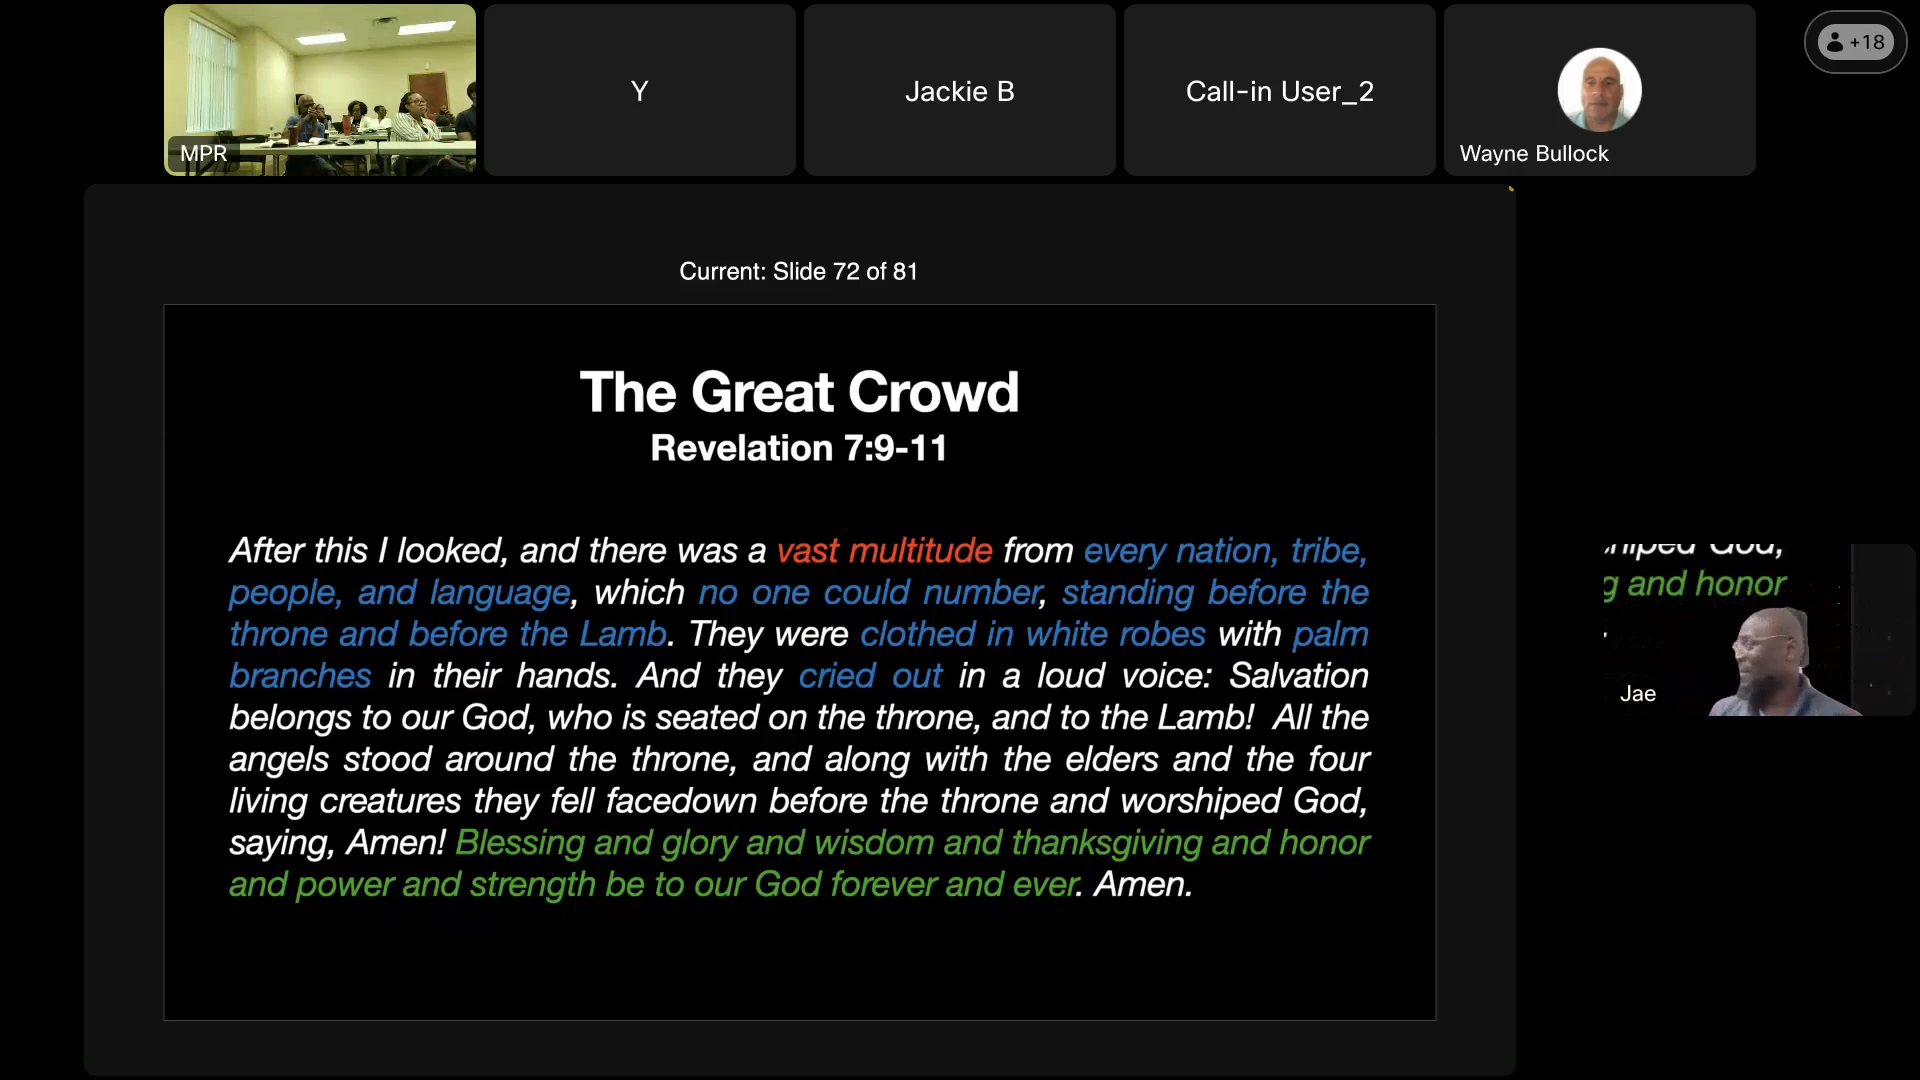 MPR
Y
Jackie B
Call-in User_2
Wayne Bullock
+18
Current: Slide 72 of 81
The Great Crowd
Revelation 7:9-11
After this I looked, and there was a vast multitude from every nation, tribe,
people, and language, which no one could number, standing before the
throne and before the Lamb. They were clothed in white robes with palm
branches in their hands. And they cried out in a loud voice: Salvation
belongs to our God, who is seated on the throne, and to the Lamb! All the
angels stood around the throne, and along with the elders and the four
living creatures they fell facedown before the throne and worshiped God,
saying, Amen! Blessing and glory and wisdom and thanksgiving and honor
and power and strength be to our God forever and ever. Amen.
God,
and honor
Jae